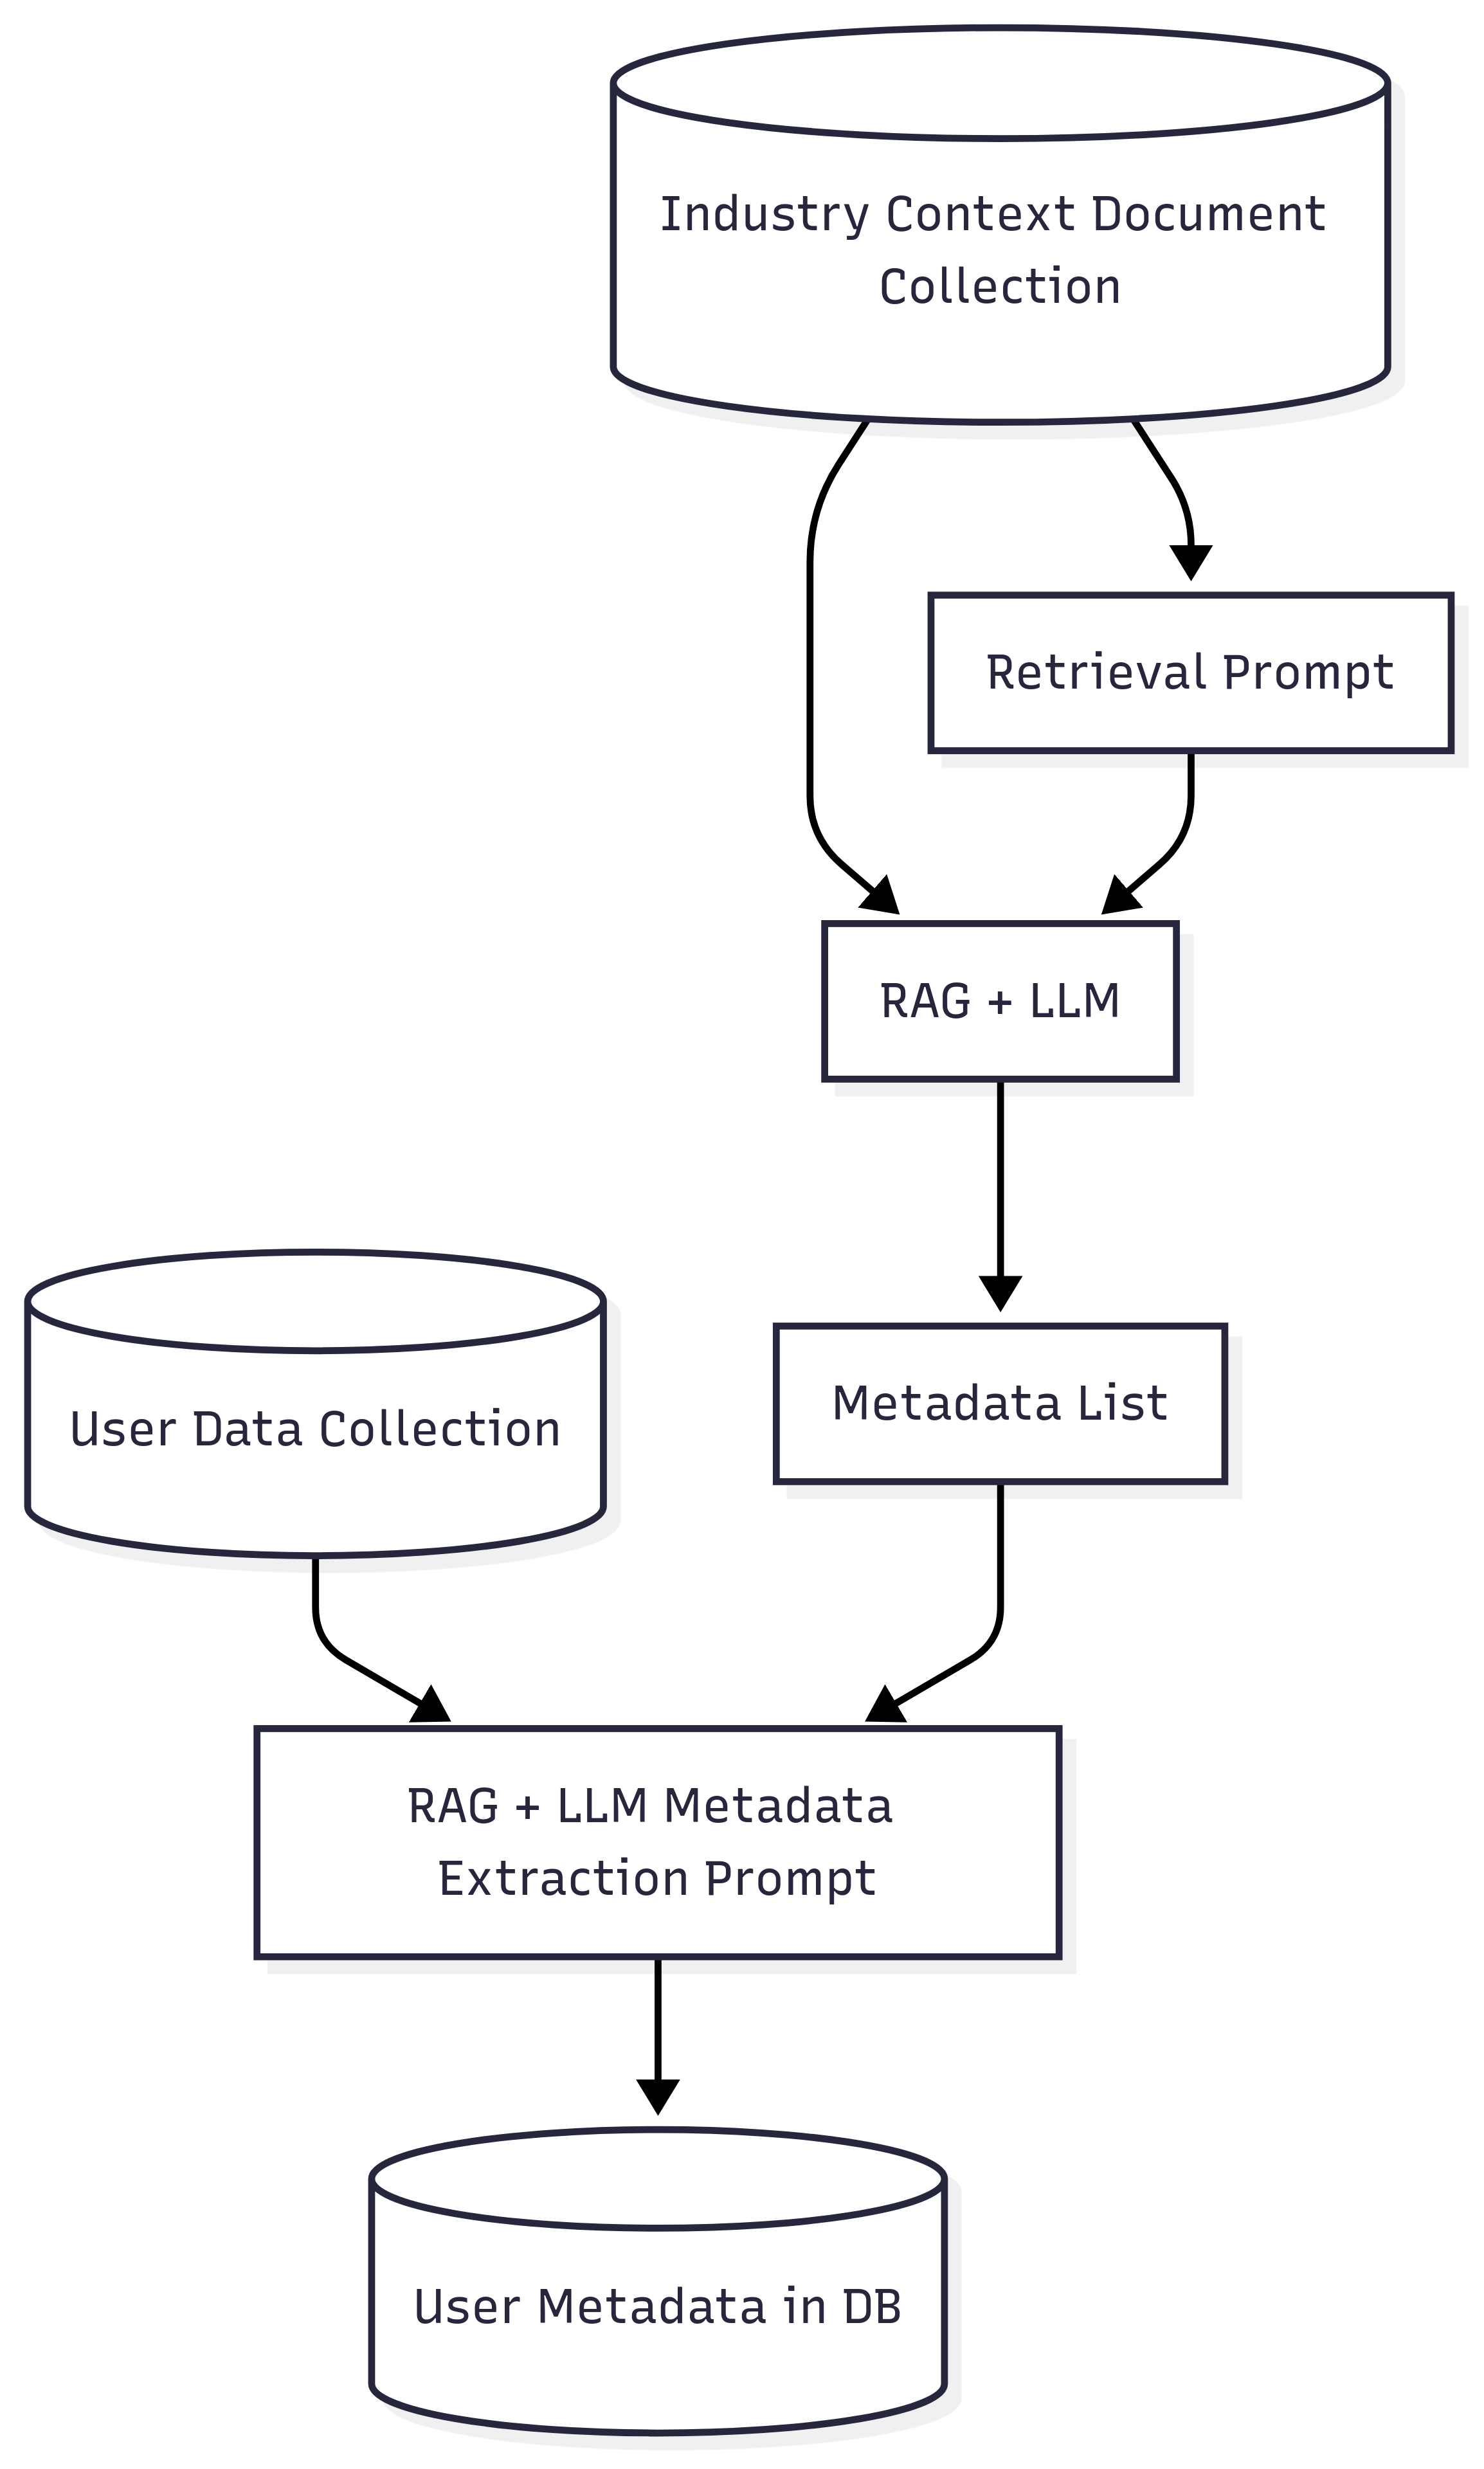 Industry Context Document
Collection
Retrieval Prompt
RAG + LLM
Metadata List
User Data Collection
RAG + LLM Metadata
Extraction Prompt
User Metadata in DB